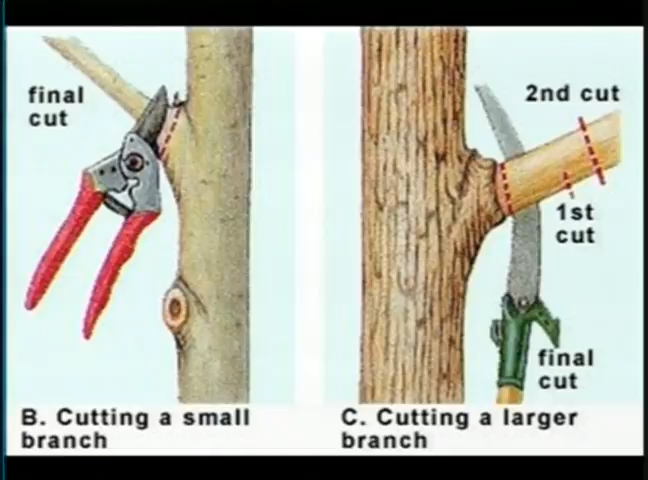 final
cut
2nd cut
1st
cut
final
cut
B. Cutting a small
branch
C. Cutting a larger
branch